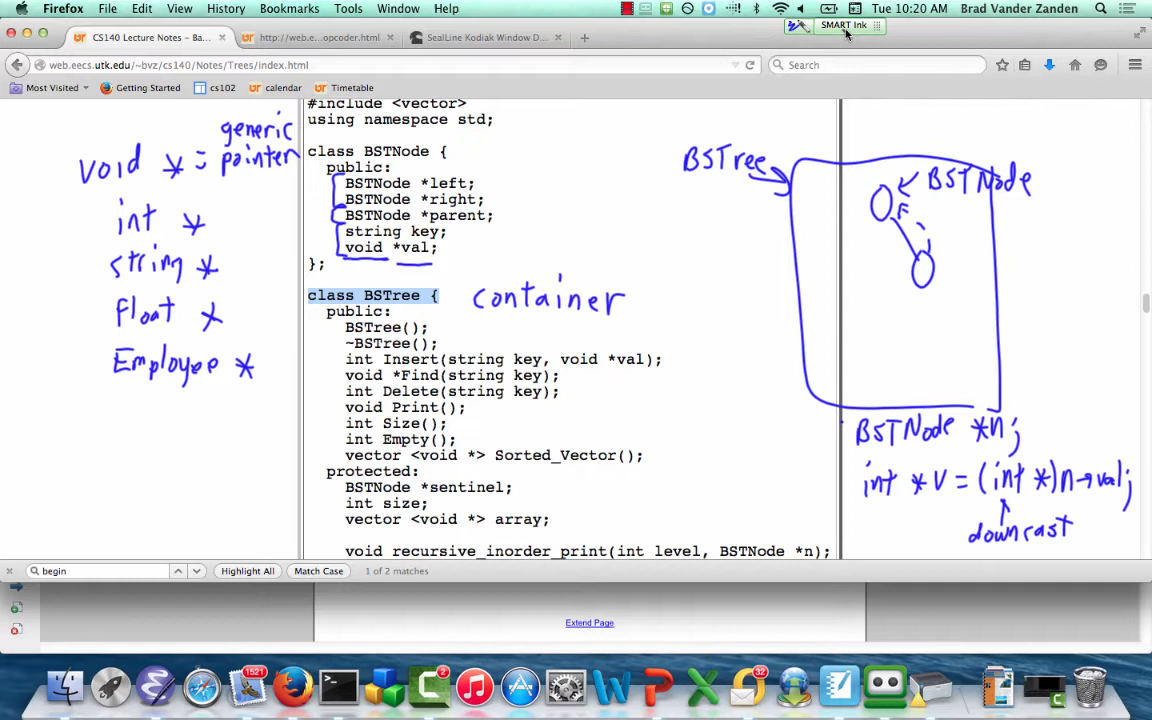 Firefox File Edit View History Bookmarks Tools Window Help Tue 10:20 AM Brad Vander Zanden
SMART Ink
CS140 Lecture Notes - Ba... × http://web.e...opcoder.html × SealLine Kodiak Window D... × +
web.eecs.utk.edu/~bvz/cs140/Notes/Trees/index.html
Search
Most Visited Getting Started cs102 calendar Timetable
#include <vector>
using namespace std;
class BSTNode {
public:
BSTNode *left;
BSTNode *right;
BSTNode *parent;
string key;
void *val;
};
class BSTree {
public:
BSTree();
~BSTree();
int Insert(string key, void *val);
void *Find(string key);
int Delete(string key);
void Print();
int Size();
int Empty();
vector <void *> Sorted_Vector();
protected:
BSTNode *sentinel;
int size;
vector <void *> array;
void recursive_inorder_print(int level, BSTNode *n);
generic
void * = pointer
int *
string *
float *
Employee *
container
BSTree
BSTNode
BSTNode *n;
int *v = (int *)n→val;
downcast
× begin Highlight All Match Case 1 of 2 matches
Extend Page
1521
2
32